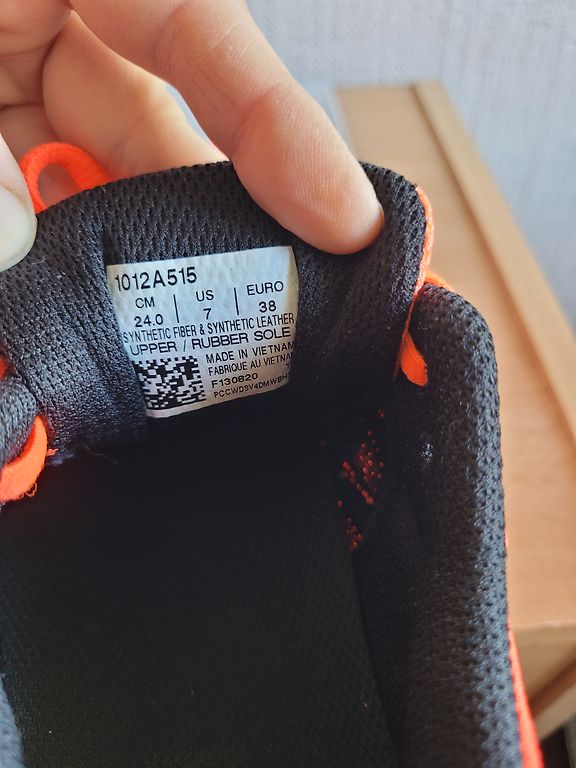 1012A515
CM US EURO
24.0 7 38
SYNTHETIC FIBER & SYNTHETIC LEATHER
UPPER / RUBBER SOLE
MADE IN VIETNAM
FABRIQUE AU VIETNAM
F130820